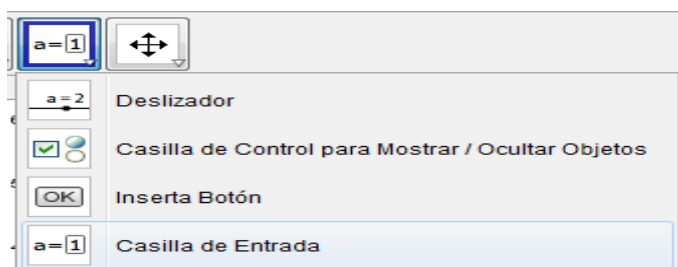 a=1
a=2 Deslizador
Casilla de Control para Mostrar / Ocultar Objetos
OK Inserta Botón
a=1 Casilla de Entrada